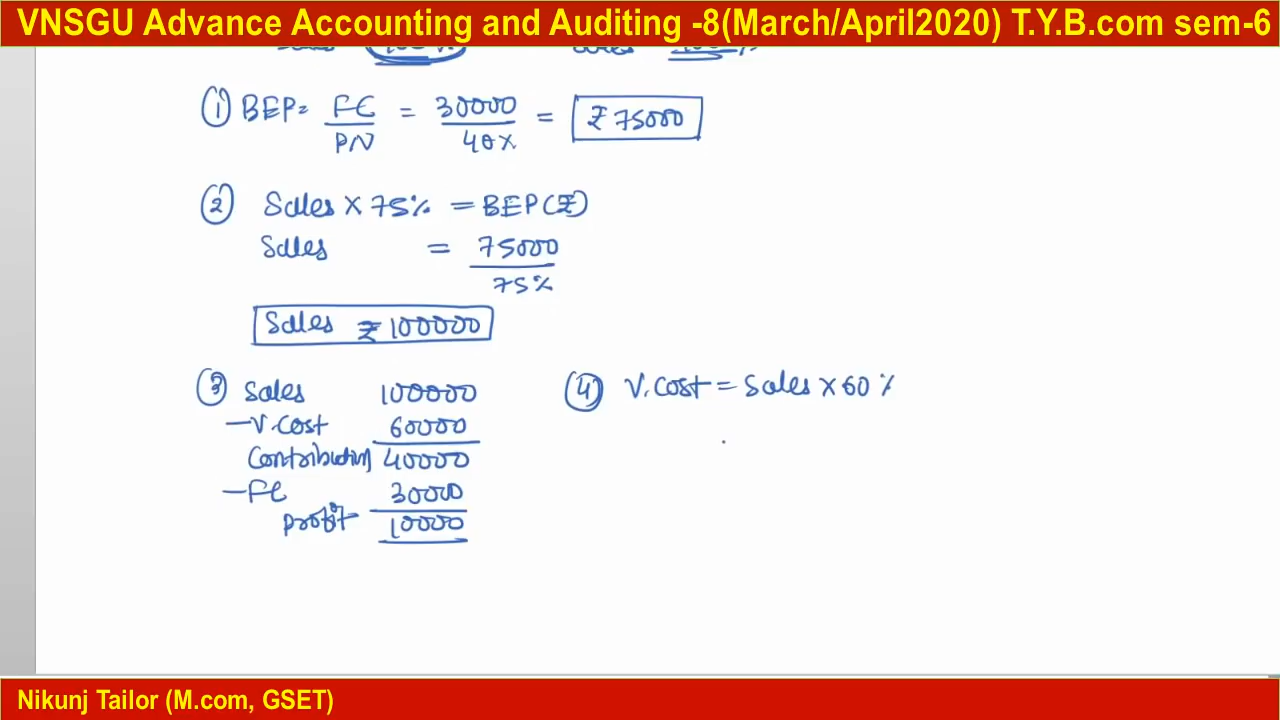 VNSGU Advance Accounting and Auditing -8(March/April2020) T.Y.B.com sem-6
① BEP= FC/PV = 30000/40% = ₹ 75000
② Sales × 75% = BEP(₹)
Sales = 75000/75%
Sales ₹ 100000
③ Sales 100000
④ V.Cost = Sales × 60%
-V.Cost 60000
Contribution 40000
-FC 30000
Profit 10000
Nikunj Tailor (M.com, GSET)